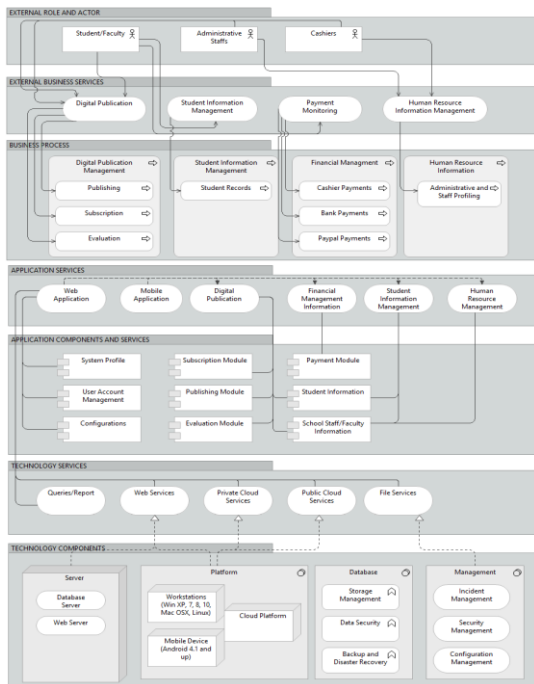 EXTERNAL ROLE AND ACTOR
Student/Faculty
Administrative
Staffs
Cashiers
EXTERNAL BUSINESS SERVICES
Digital Publication
Student Information
Management
Payment
Monitoring
Human Resource
Information Management
BUSINESS PROCESS
Digital Publication
Management
Publishing
Subscription
Evaluation
Student Information
Management
Student Records
Financial Managment
Cashier Payments
Bank Payments
Paypal Payments
Human Resource
Information
Administrative and
Staff Profiling
APPLICATION SERVICES
Web
Application
Mobile
Application
Digital
Publication
Financial
Management
Information
Student
Information
Management
Human
Resource
Management
APPLICATION COMPONENTS AND SERVICES
System Profile
Subscription Module
Payment Module
User Account
Management
Publishing Module
Student Information
Configurations
Evaluation Module
School Staff/Faculty
Information
TECHNOLOGY SERVICES
Queries/Report
Web Services
Private Cloud
Services
Public Cloud
Services
File Services
TECHNOLOGY COMPONENTS
Server
Database
Server
Web Server
Platform
Workstations
(Win XP, 7, 8, 10,
Mac OSX, Linux)
Cloud Platform
Mobile Device
(Android 4.1 and
up)
Database
Storage
Management
Data Security
Backup and
Disaster Recovery
Management
Incident
Management
Security
Management
Configuration
Management